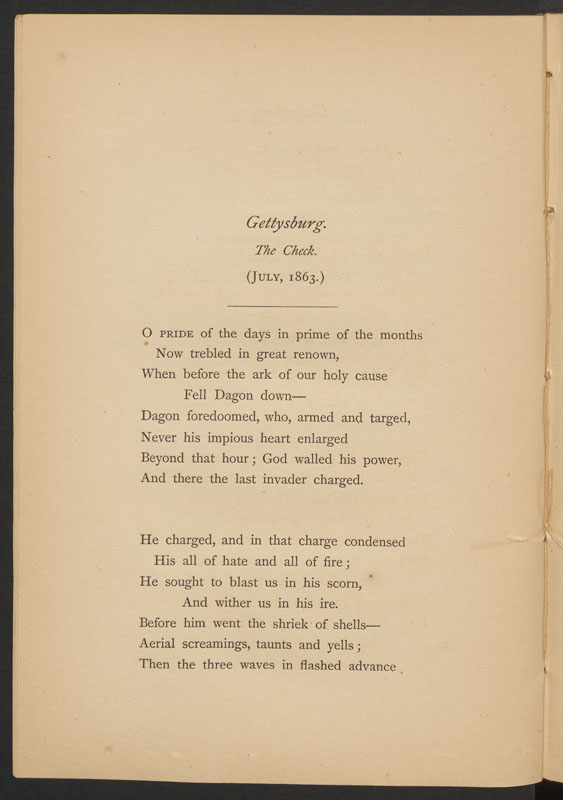 Gettysburg.
The Check.
(July, 1863.)
O PRIDE of the days in prime of the months
Now trebled in great renown,
When before the ark of our holy cause
Fell Dagon down—
Dagon foredoomed, who, armed and targed,
Never his impious heart enlarged
Beyond that hour; God walled his power,
And there the last invader charged.
He charged, and in that charge condensed
His all of hate and all of fire;
He sought to blast us in his scorn,
And wither us in his ire.
Before him went the shriek of shells—
Aerial screamings, taunts and yells;
Then the three waves in flashed advance